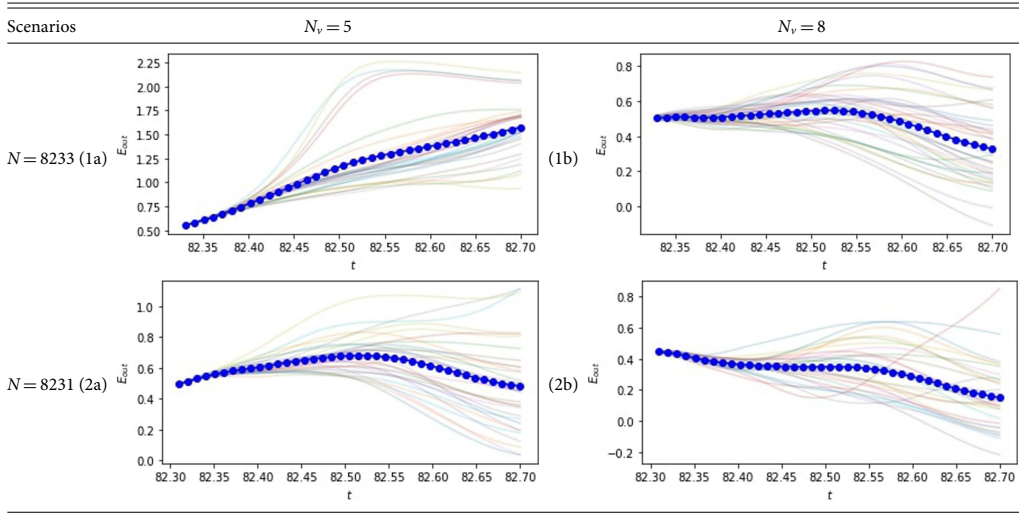 Scenarios N_v = 5 N_v = 8
N = 8233 (1a)
E_out
2.25
2.00
1.75
1.50
1.25
1.00
0.75
0.50
82.35 82.40 82.45 82.50 82.55 82.60 82.65 82.70
t
(1b)
E_out
0.8
0.6
0.4
0.2
0.0
82.35 82.40 82.45 82.50 82.55 82.60 82.65 82.70
t
N = 8231 (2a)
E_out
1.0
0.8
0.6
0.4
0.2
0.0
82.30 82.35 82.40 82.45 82.50 82.55 82.60 82.65 82.70
t
(2b)
E_out
0.8
0.6
0.4
0.2
0.0
−0.2
82.30 82.35 82.40 82.45 82.50 82.55 82.60 82.65 82.70
t